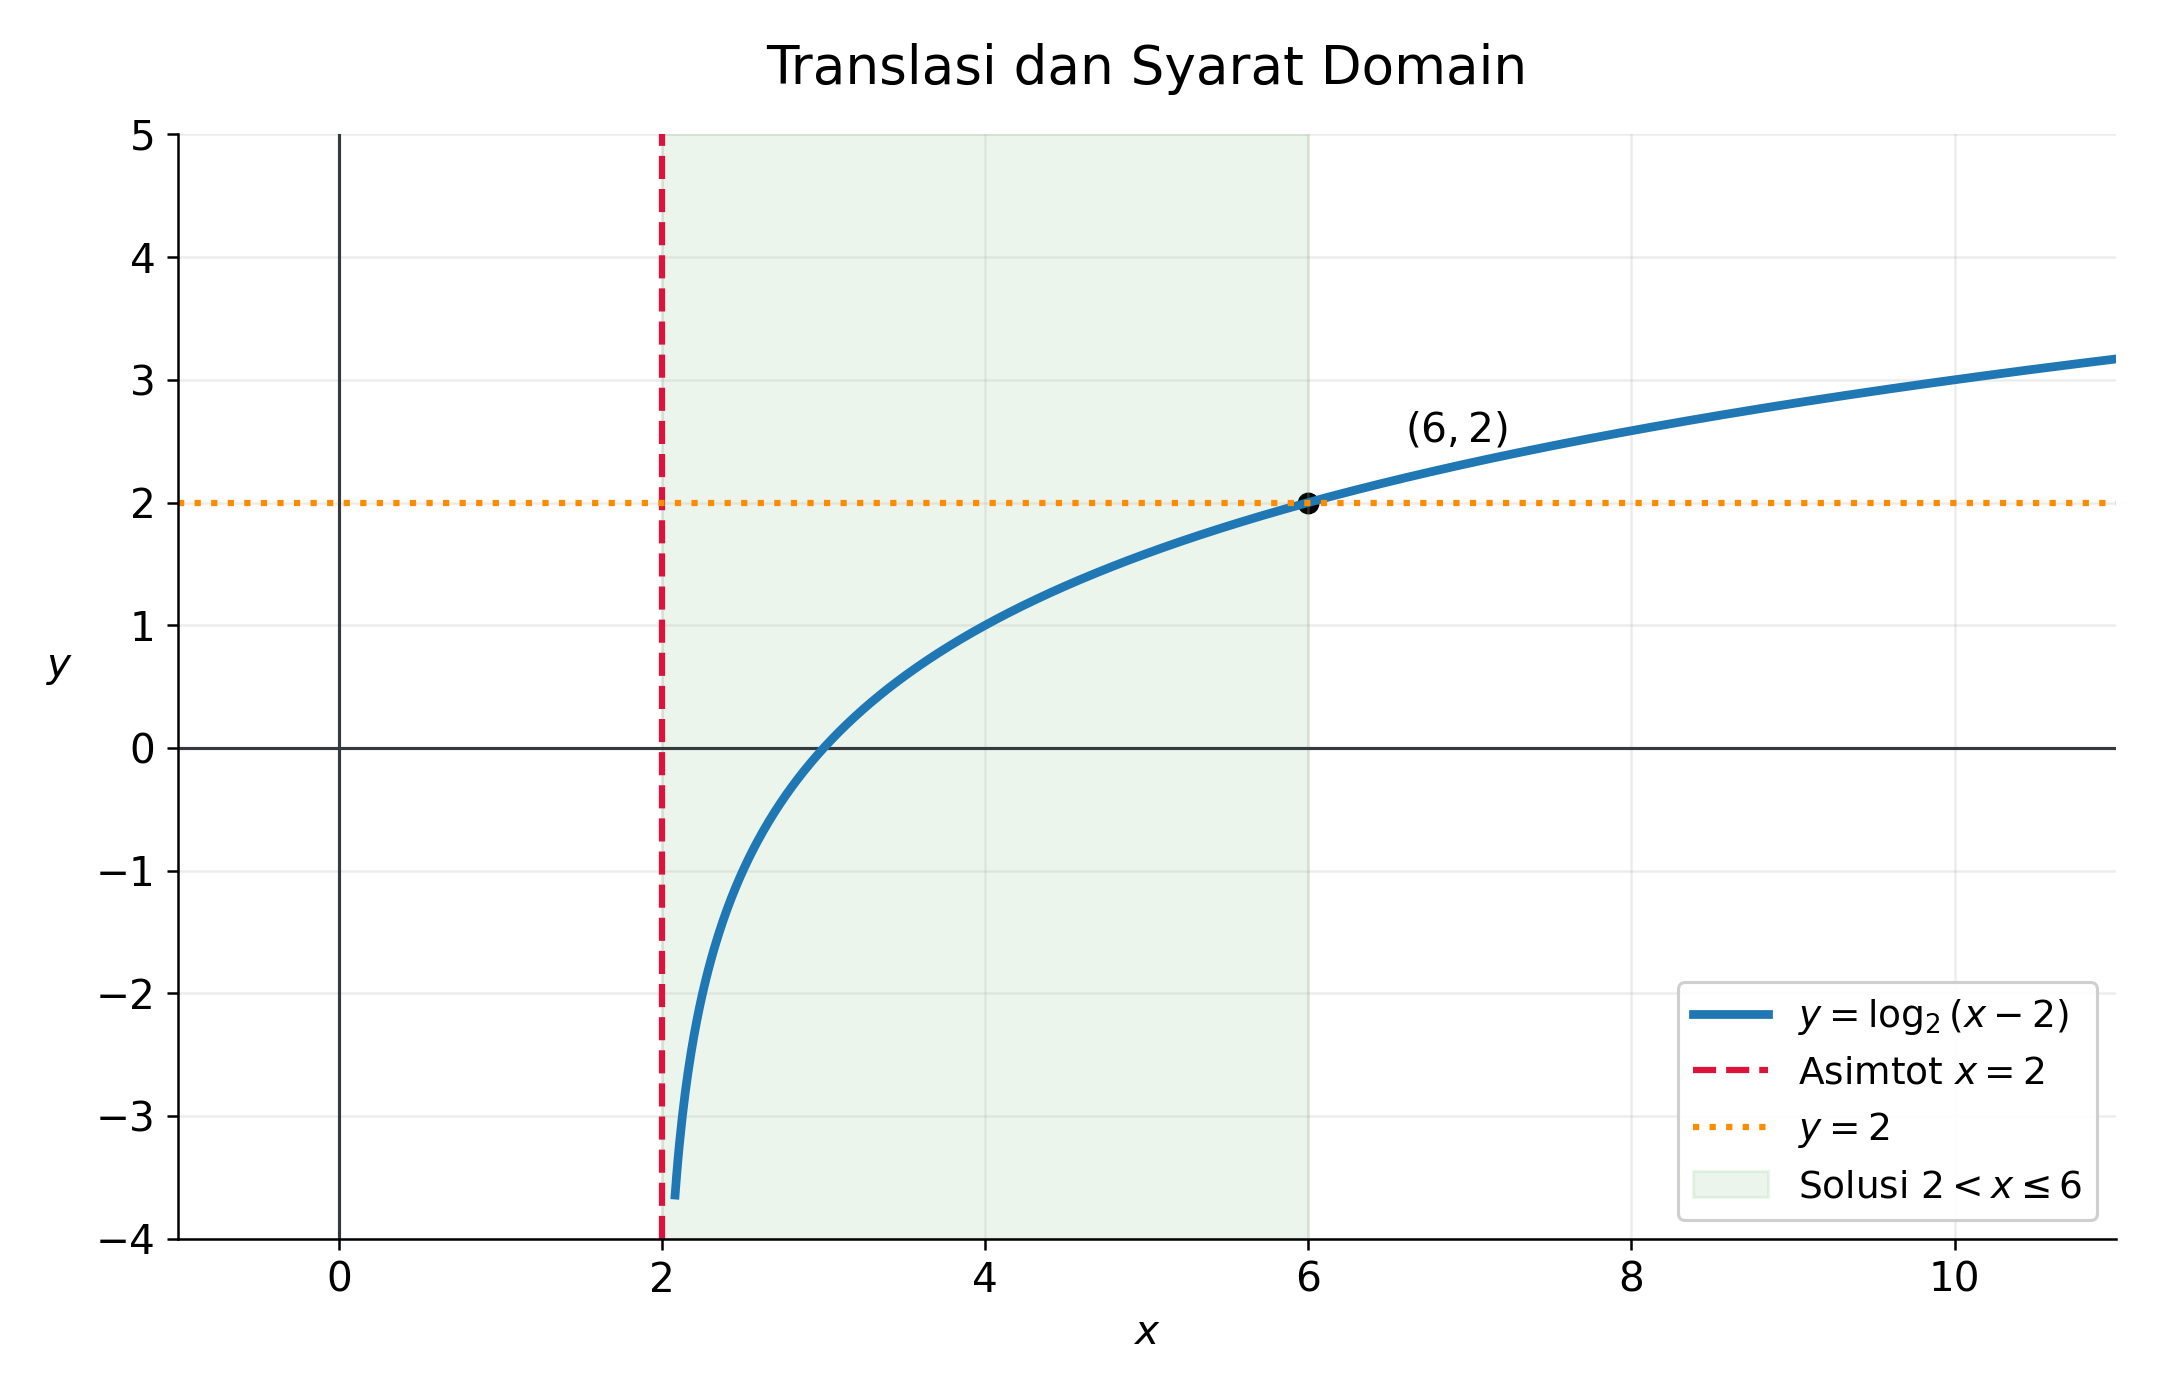 Translasi dan Syarat Domain
5
4
3
2
1
0
−1
−2
−3
−4
y
(6, 2)
y = log₂ (x − 2)
Asimtot x = 2
y = 2
Solusi 2 < x ≤ 6
0 2 4 6 8 10
x